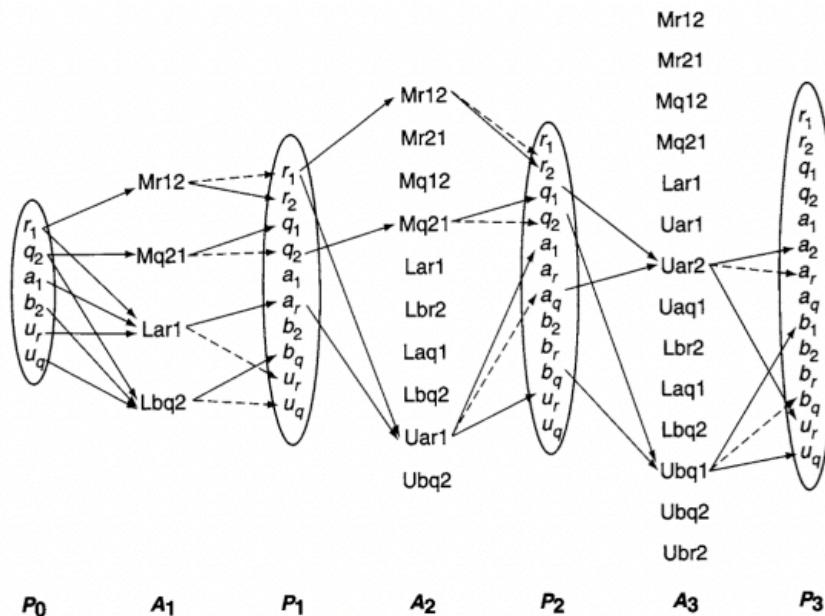 r1
q2
a1
b2
ur
uq
P0
Mr12
Mq21
Lar1
Lbq2
A1
r1
r2
q1
q2
a1
ar
b2
bq
ur
uq
P1
Mr12
Mr21
Mq12
Mq21
Lar1
Lbr2
Laq1
Lbq2
Uar1
Ubq2
A2
r1
r2
q1
q2
a1
ar
aq
b2
br
bq
ur
uq
P2
Mr12
Mr21
Mq12
Mq21
Lar1
Uar1
Uar2
Uaq1
Lbr2
Laq1
Lbq2
Ubq1
Ubq2
Ubr2
A3
r1
r2
q1
q2
a1
a2
ar
aq
b1
b2
br
bq
ur
uq
P3